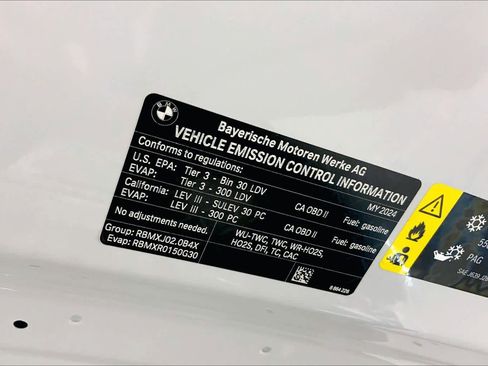 BMW
Bayerische Motoren Werke AG
VEHICLE EMISSION CONTROL INFORMATION
Conforms to regulations: MY 2024
U.S. EPA: Tier 3 - Bin 30 LDV CA OBD II Fuel: gasoline
EVAP: Tier 3 - 300 LDV
California: LEV III - SULEV 30 PC CA OBD II Fuel: gasoline
EVAP: LEV III - 300 PC
No adjustments needed. WU-TWC, TWC, WR-HO2S,
HO2S, DFI, TC, CAC
Group: RBMXJ02.0B4X
Evap: RBMXR0150G30
PAG